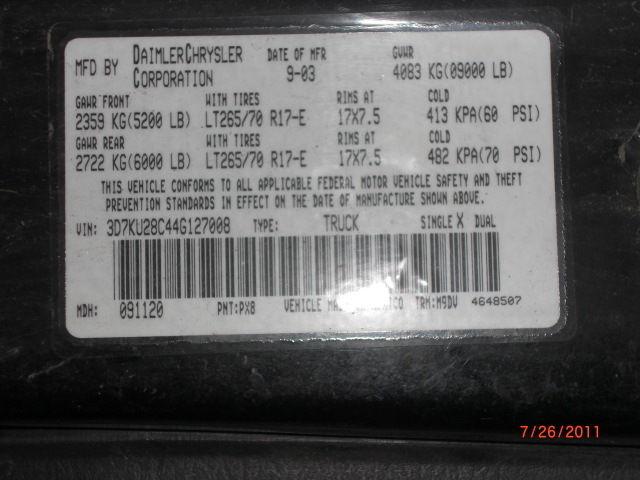 MFD BY DAIMLERCHRYSLER CORPORATION DATE OF MFR 9-03 GVWR 4083 KG(09000 LB)
GAWR FRONT WITH TIRES RIMS AT COLD
2359 KG(5200 LB) LT265/70 R17-E 17X7.5 413 KPA(60 PSI)
GAWR REAR WITH TIRES RIMS AT COLD
2722 KG(6000 LB) LT265/70 R17-E 17X7.5 482 KPA(70 PSI)
THIS VEHICLE CONFORMS TO ALL APPLICABLE FEDERAL MOTOR VEHICLE SAFETY AND THEFT
PREVENTION STANDARDS IN EFFECT ON THE DATE OF MANUFACTURE SHOWN ABOVE.
VIN: 3D7KU28C44G127008 TYPE: TRUCK SINGLE X DUAL
MDH: 091120 PNT:PX8 VEHICLE TRM:M9DV 4648507
7/26/2011